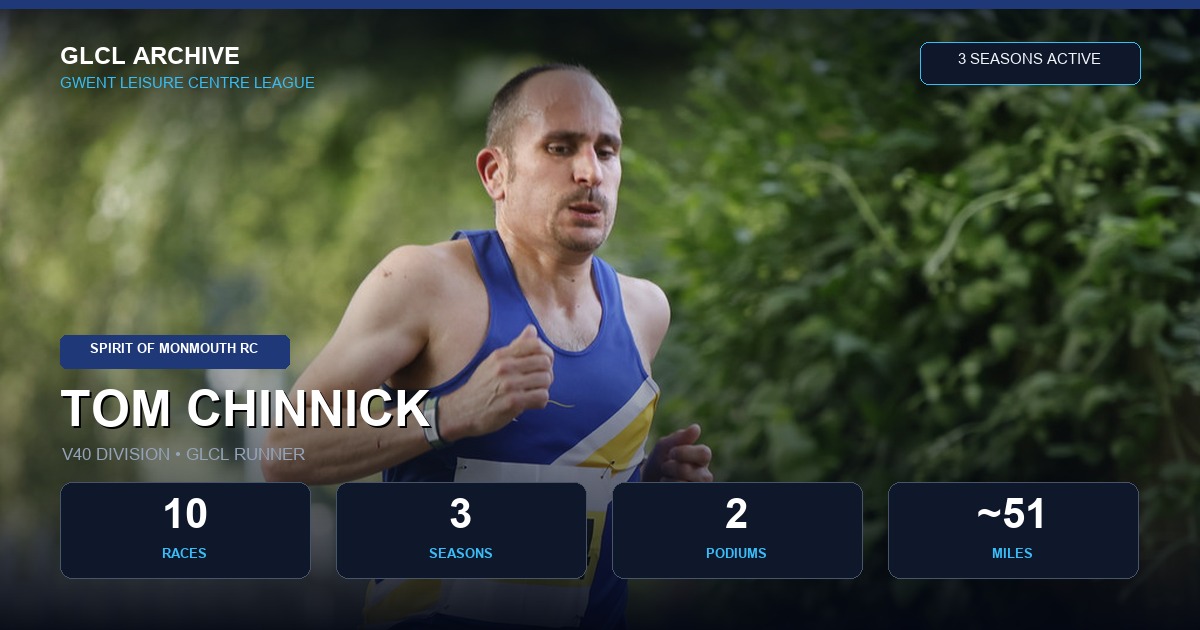 GLCL ARCHIVE
GWENT LEISURE CENTRE LEAGUE
3 SEASONS ACTIVE
SPIRIT OF MONMOUTH RC
TOM CHINNICK
V40 DIVISION • GLCL RUNNER
10
RACES
3
SEASONS
2
PODIUMS
~51
MILES